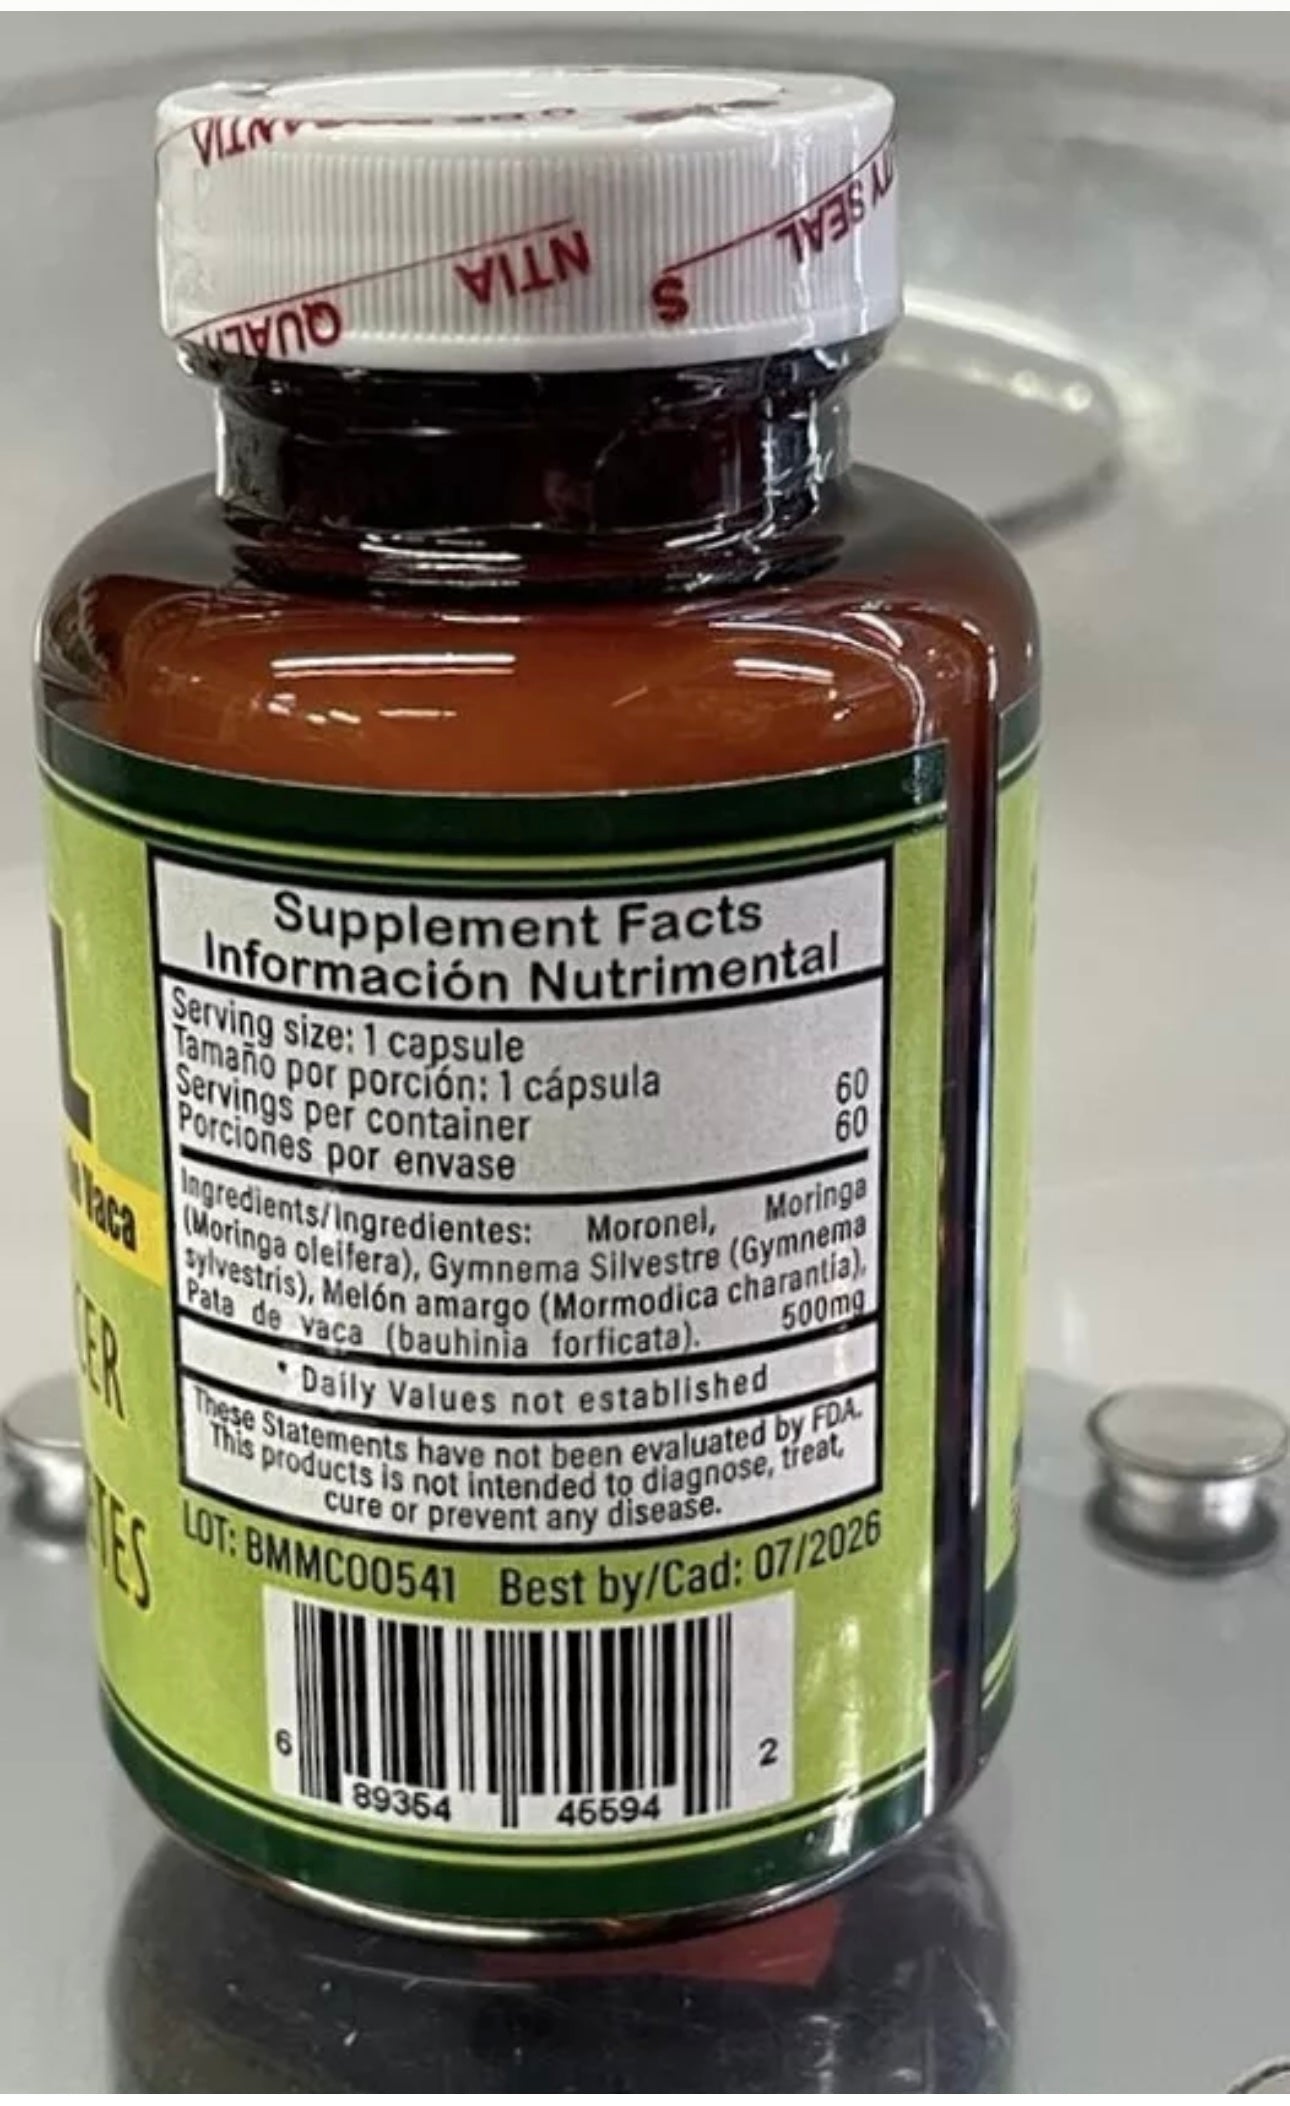 QUALITY SEAL
NTIA
S
Supplement Facts
Información Nutrimental
Serving size: 1 capsule
Tamaño por porción: 1 cápsula
Servings per container 60
Porciones por envase 60
Ingredients/Ingredientes: Moronel, Moringa
(Moringa oleifera), Gymnema Silvestre (Gymnema
sylvestris), Melón amargo (Mormodica charantia),
Pata de vaca (bauhinia forficata). 500mg
* Daily Values not established
These Statements have not been evaluated by FDA.
This products is not intended to diagnose, treat,
cure or prevent any disease.
LOT: BMMC00541 Best by/Cad: 07/2026
6 89354 46694 2
Vaca